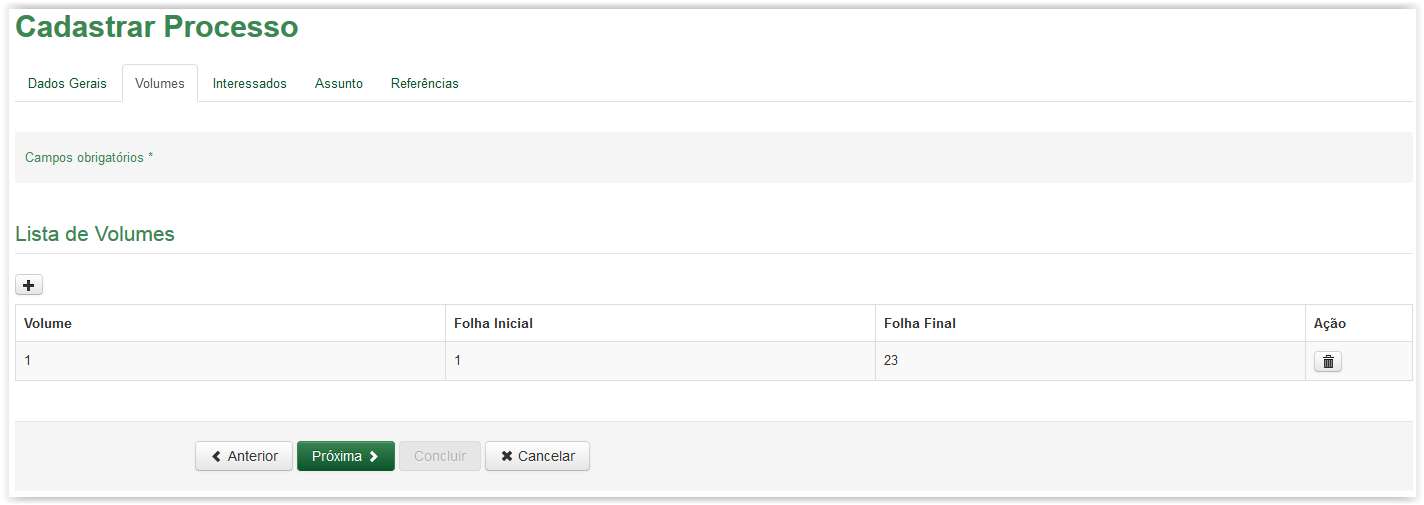 Cadastrar Processo
Dados Gerais Volumes Interessados Assunto Referências
Campos obrigatórios *
Lista de Volumes
Volume Folha Inicial Folha Final Ação
1 1 23
Anterior Próxima Concluir Cancelar